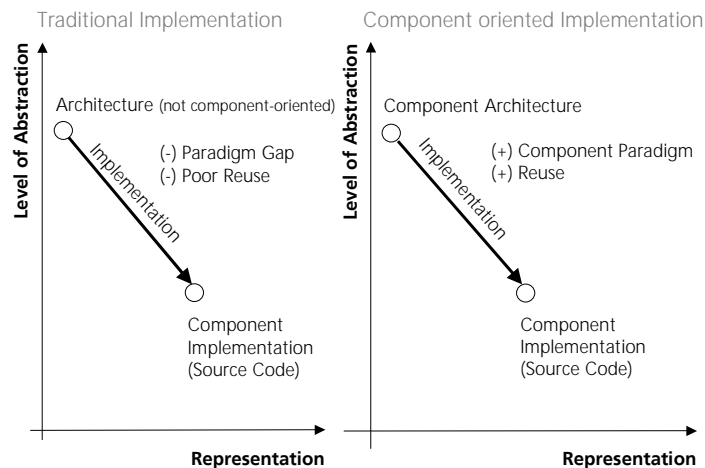 Traditional Implementation
Level of Abstraction
Architecture (not component-oriented)
Implementation
(-) Paradigm Gap
(-) Poor Reuse
Component
Implementation
(Source Code)
Representation
Component oriented Implementation
Level of Abstraction
Component Architecture
Implementation
(+) Component Paradigm
(+) Reuse
Component
Implementation
(Source Code)
Representation